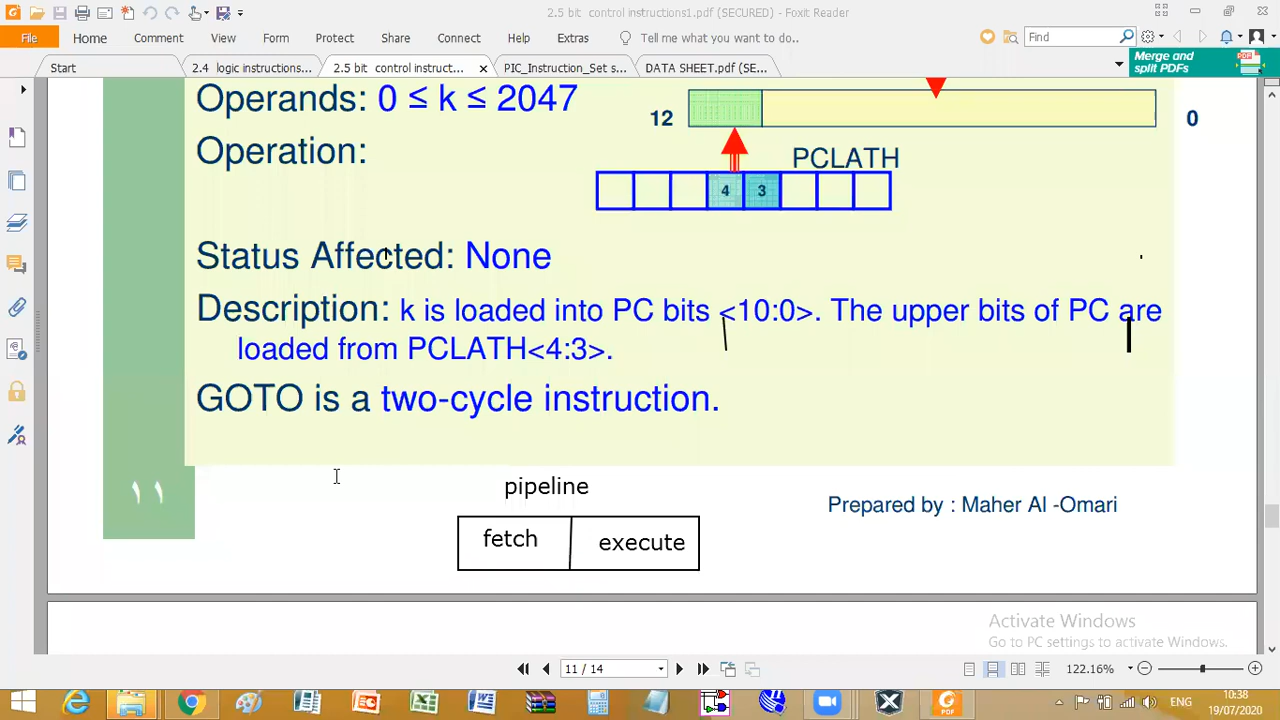 2.5 bit control instructions1.pdf (SECURED) - Foxit Reader
File Home Comment View Form Protect Share Connect Help Extras Tell me what you want to do.. Find
Start 2.4 logic instructions... 2.5 bit control instruct... × PIC_Instruction_Set s... DATA SHEET.pdf (SE... Merge and
split PDFs
Operands: 0 ≤ k ≤ 2047
12 0
Operation:
PCLATH
4 3
Status Affected: None
Description: k is loaded into PC bits <10:0>. The upper bits of PC are
loaded from PCLATH<4:3>.
GOTO is a two-cycle instruction.
١١
pipeline
Prepared by : Maher Al -Omari
fetch execute
Activate Windows
Go to PC settings to activate Windows.
11 / 14 122.16%
ENG 10:38
19/07/2020